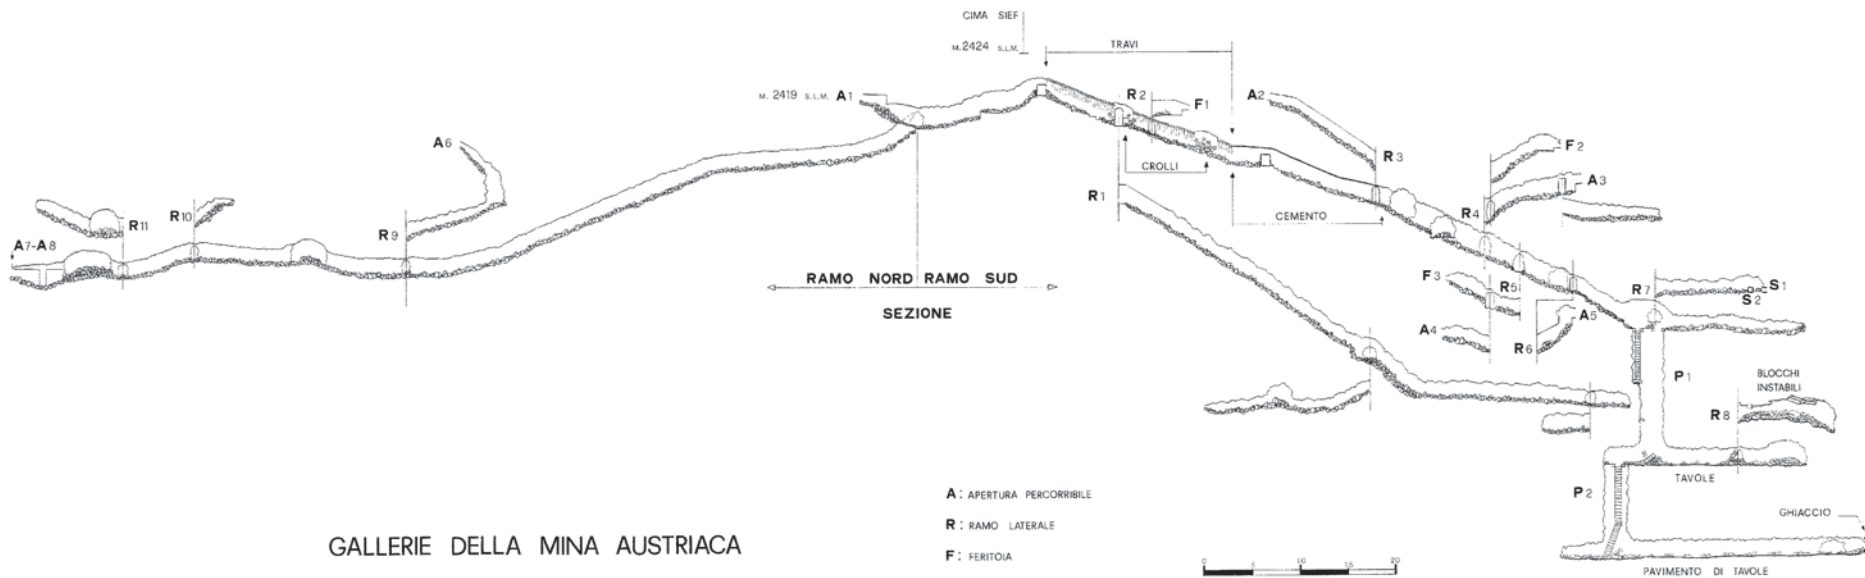 CIMA SIEF
M. 2424 S.L.M.
TRAVI
M. 2419 S.L.M. A1
R2
F1
A2
A6
R3
F2
A3
CROLLI
R1
R4
R10
R11
R9
CEMENTO
A7-A8
F3
R5
R7
S1
S2
RAMO NORD RAMO SUD
SEZIONE
A4
A5
R6
P1
BLOCCHI
INSTABILI
R8
TAVOLE
P2
A: APERTURA PERCORRIBILE
R: RAMO LATERALE
F: FERITOIA
GHIACCIO
GALLERIE DELLA MINA AUSTRIACA
0 5 10 15 20
PAVIMENTO DI TAVOLE